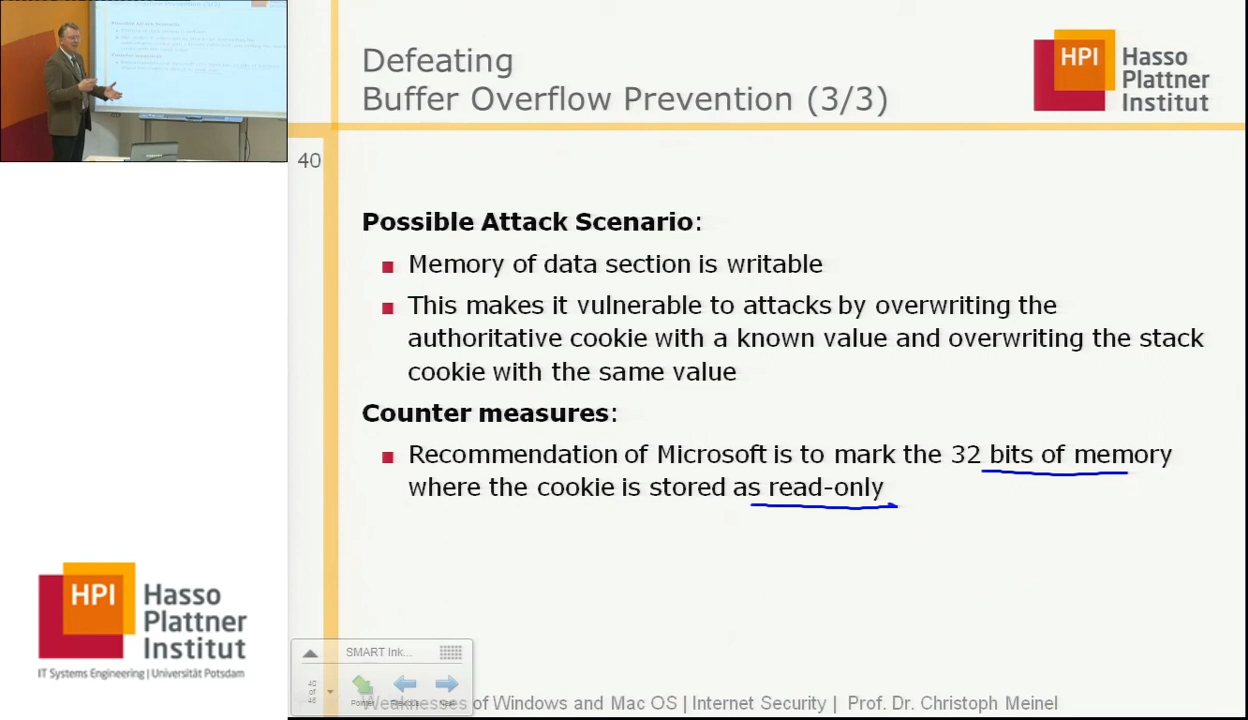 Defeating
Buffer Overflow Prevention (3/3)
HPI
Hasso
Plattner
Institut
40
Possible Attack Scenario:
Memory of data section is writable
This makes it vulnerable to attacks by overwriting the
authoritative cookie with a known value and overwriting the stack
cookie with the same value
Counter measures:
Recommendation of Microsoft is to mark the 32 bits of memory
where the cookie is stored as read-only
HPI
Hasso
Plattner
Institut
IT Systems Engineering | Universität Potsdam
SMART Ink...
40
of
Weaknesses of Windows and Mac OS | Internet Security | Prof. Dr. Christoph Meinel